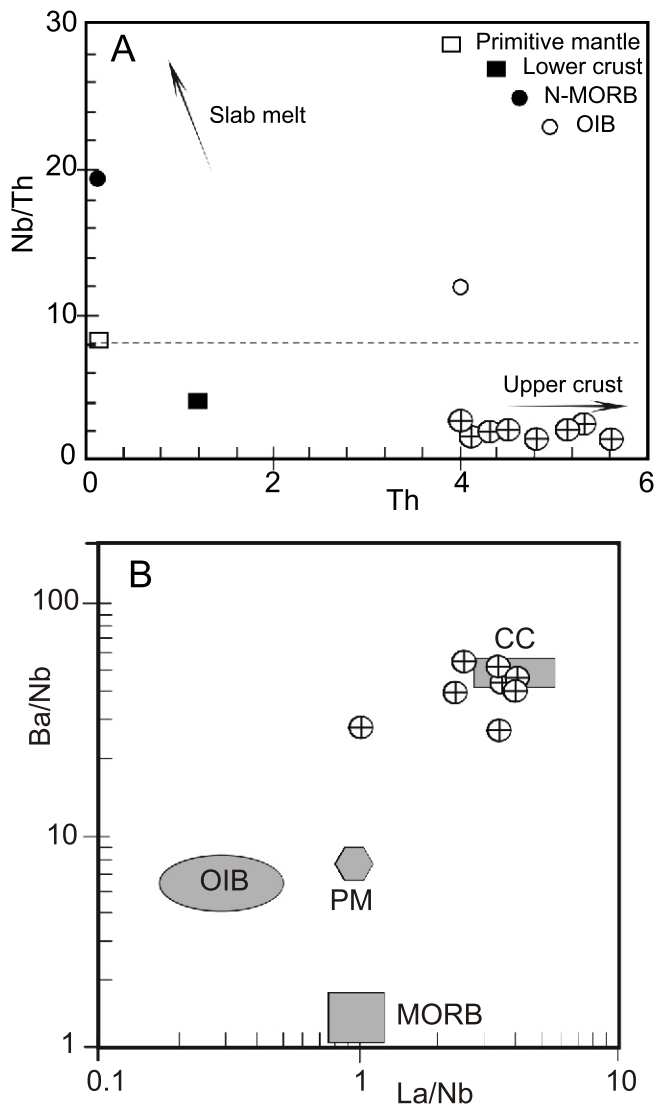 30
A
Primitive mantle
Lower crust
N-MORB
OIB
Slab melt
20
Nb/Th
10
Upper crust
0
0 2 4 6
Th
B
100
CC
Ba/Nb
10
OIB
PM
MORB
1
0.1 1 10
La/Nb